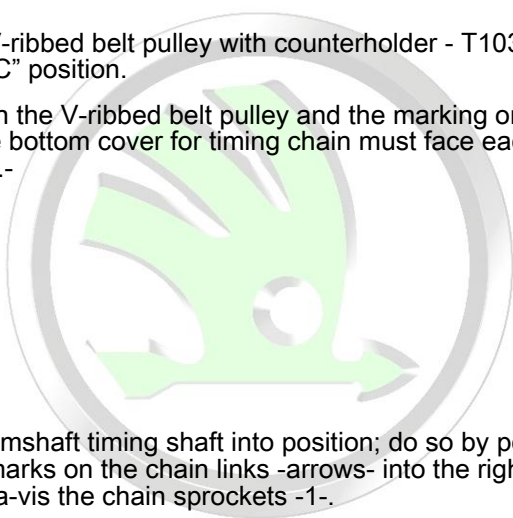 V-ribbed belt pulley with counterholder - T103
C” position.
n the V-ribbed belt pulley and the marking on
e bottom cover for timing chain must face eac
.-
amshaft timing shaft into position; do so by p
marks on the chain links -arrows- into the righ
a-vis the chain sprockets -1-.